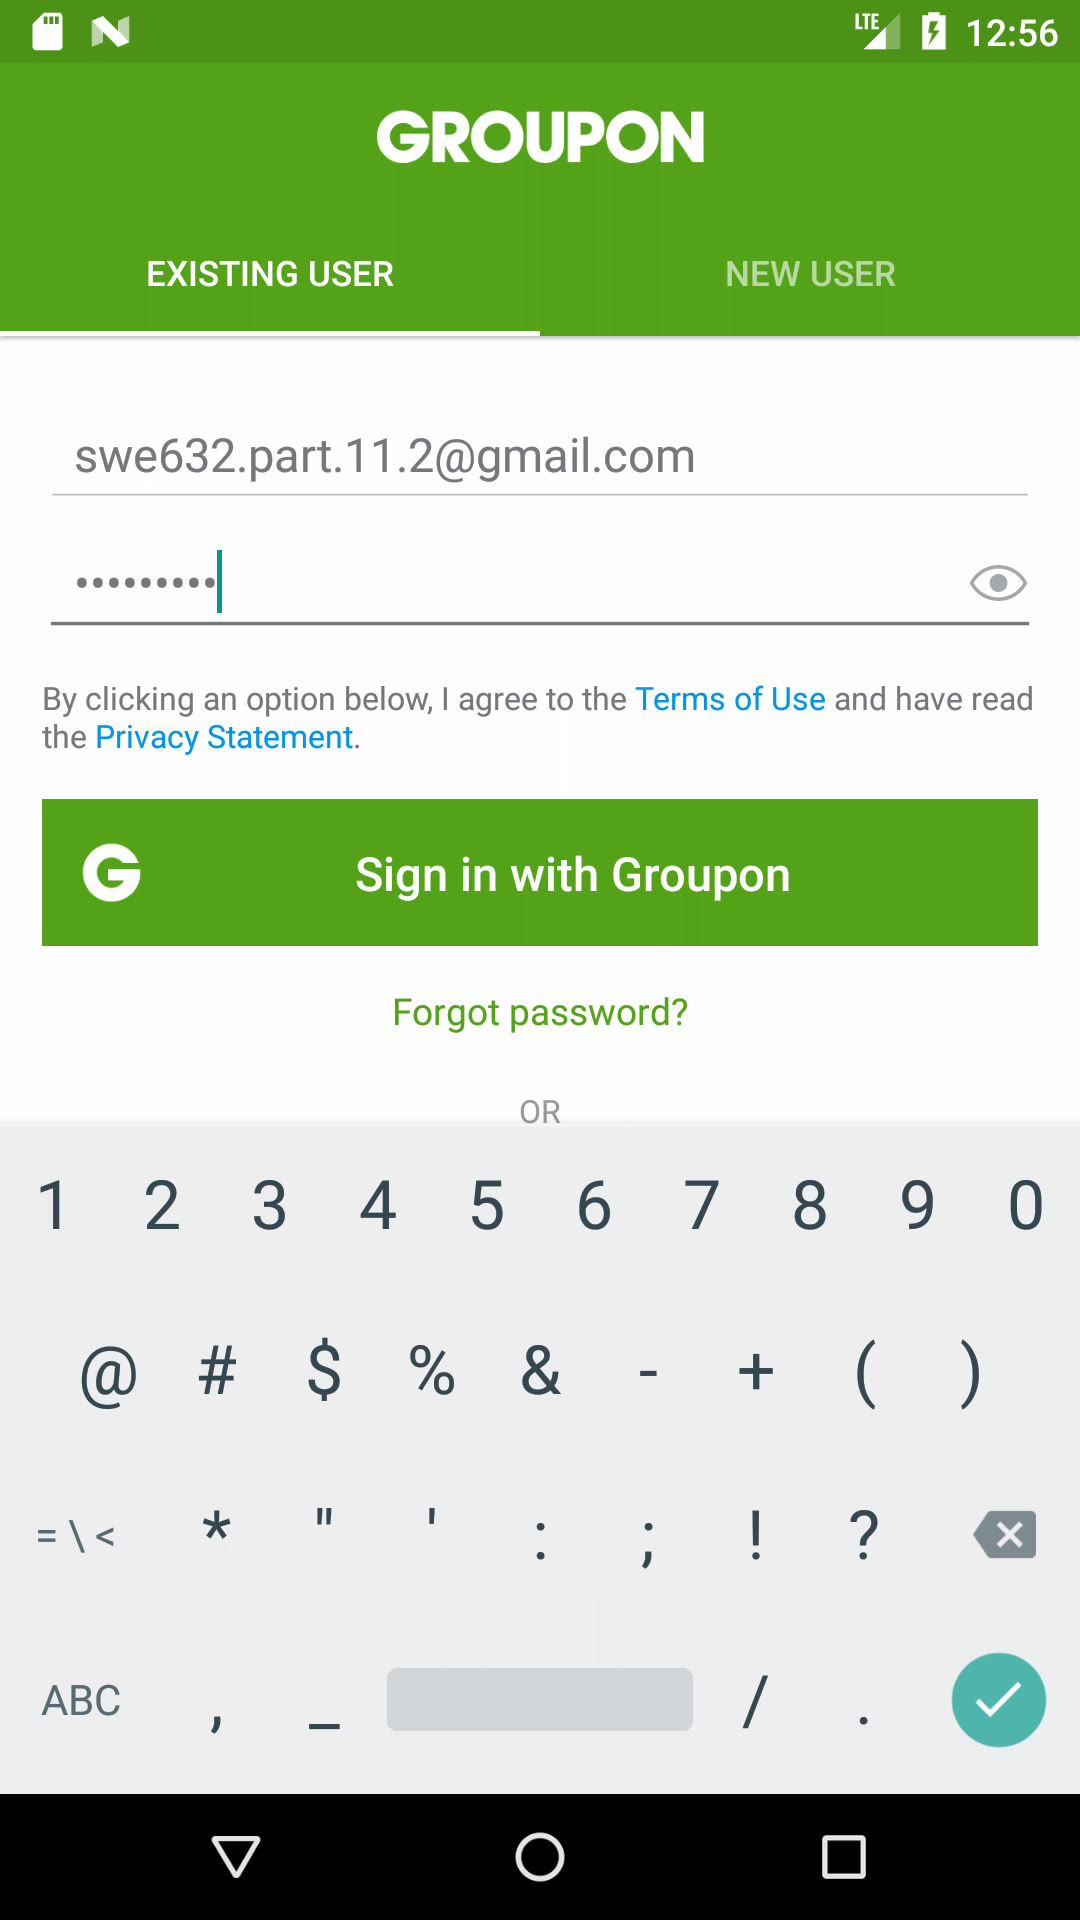 LTE 12:56
GROUPON
EXISTING USER NEW USER
swe632.part.11.2@gmail.com
•••••••••
By clicking an option below, I agree to the Terms of Use and have read
the Privacy Statement.
G Sign in with Groupon
Forgot password?
OR
1 2 3 4 5 6 7 8 9 0
@ # $ % & - + ( )
= \ < * " ' : ; ! ?
ABC , _ / .